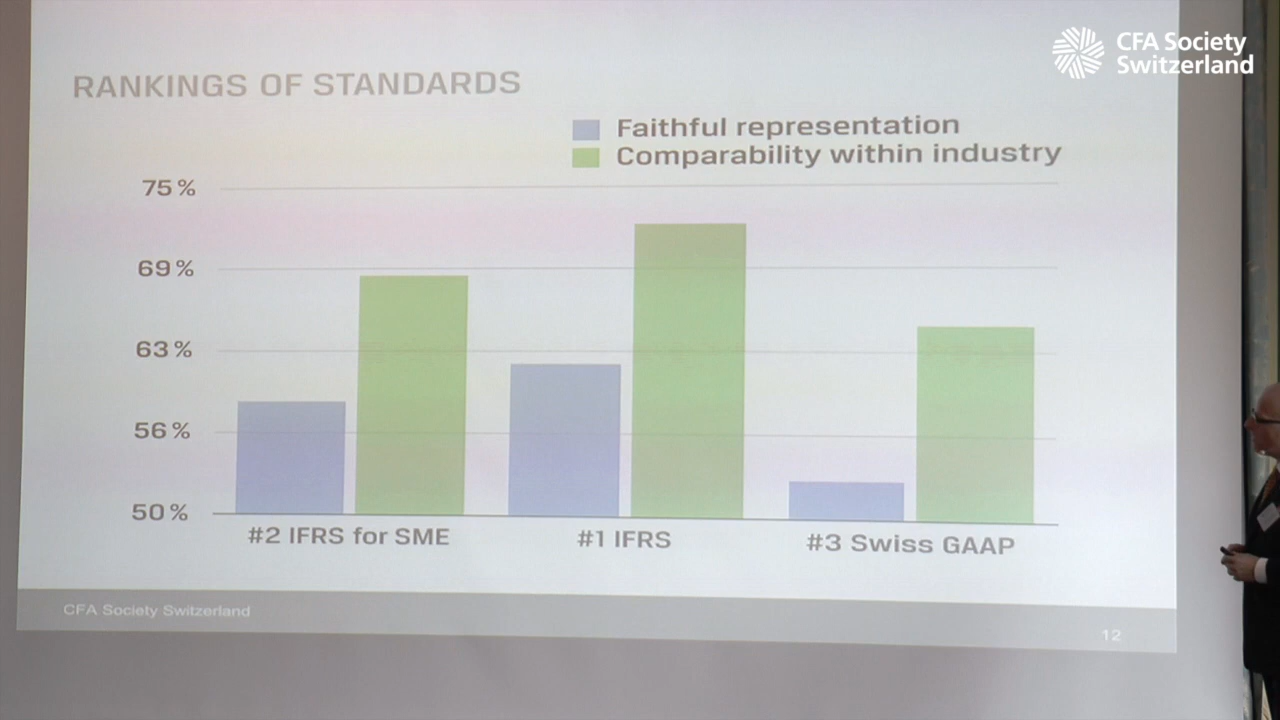 CFA Society
Switzerland
RANKINGS OF STANDARDS
Faithful representation
Comparability within industry
75 %
69 %
63 %
56 %
50 %
#2 IFRS for SME
#1 IFRS
#3 Swiss GAAP
CFA Society Switzerland
12